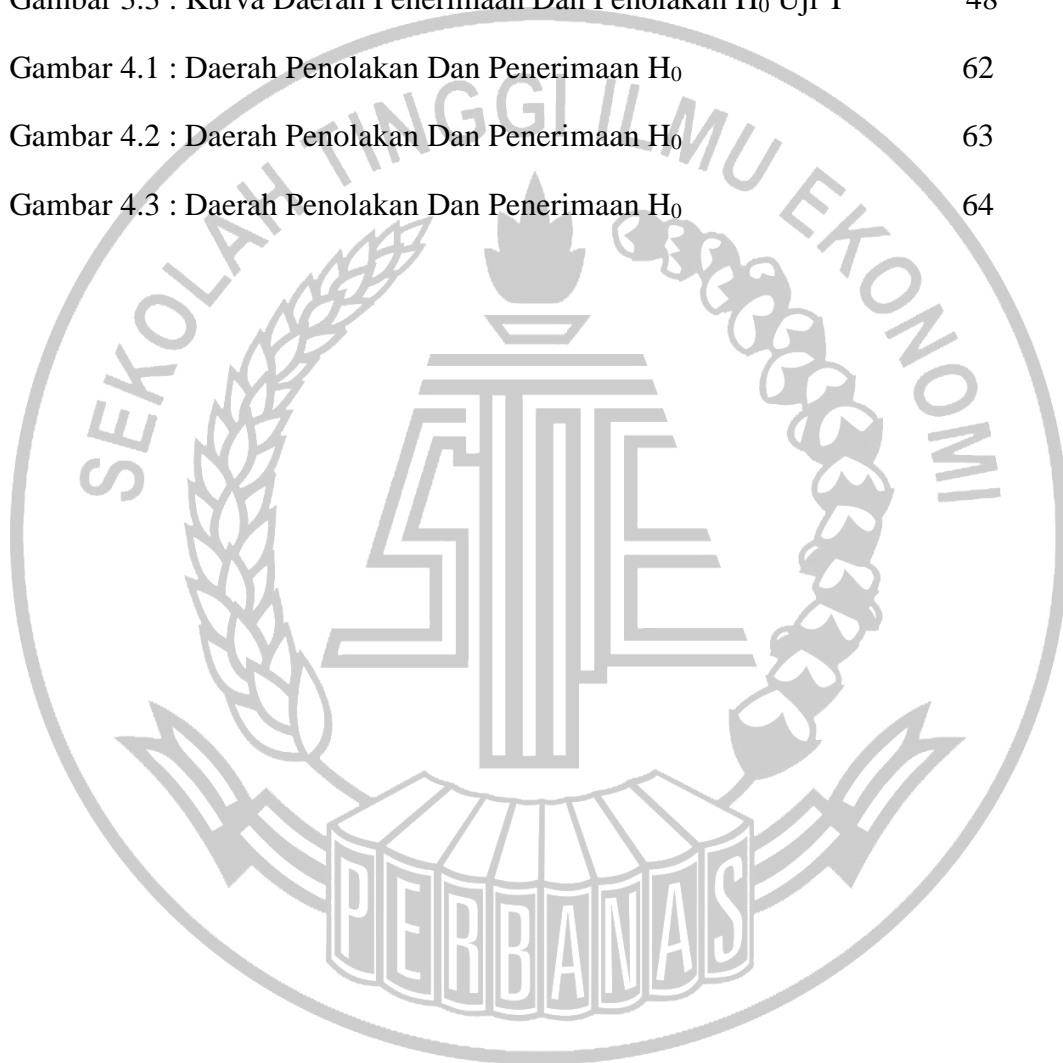 Gambar 3.3 : Kurva Daerah Penerimaan Dan Penolakan H₀ Uji T 48
Gambar 4.1 : Daerah Penolakan Dan Penerimaan H₀ 62
Gambar 4.2 : Daerah Penolakan Dan Penerimaan H₀ 63
Gambar 4.3 : Daerah Penolakan Dan Penerimaan H₀ 64
SEKOLAH TINGGI ILMU EKONOMI
STIE
PERBANAS